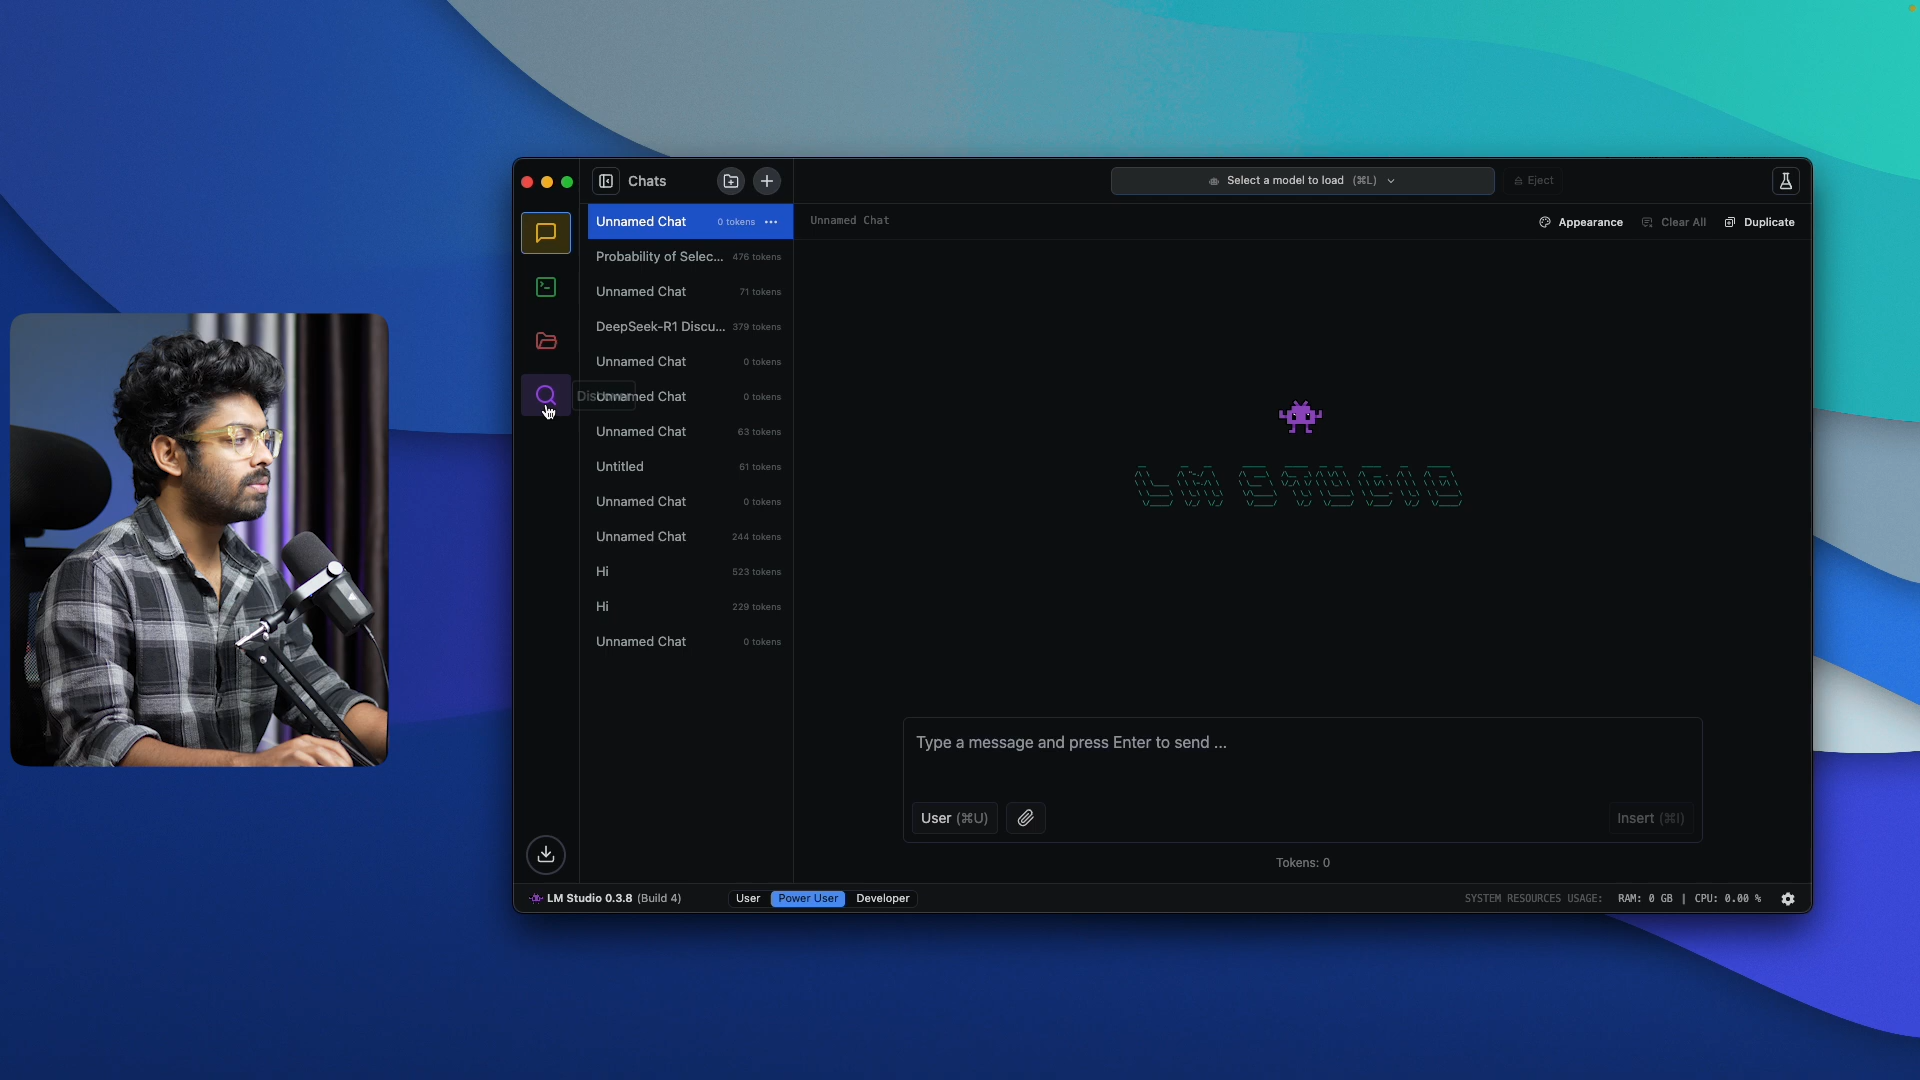 Chats
Select a model to load (⌘L)
Eject
Unnamed Chat 0 tokens
Unnamed Chat
Appearance
Clear All
Duplicate
Probability of Selec... 476 tokens
Unnamed Chat 71 tokens
DeepSeek-R1 Discu... 379 tokens
Unnamed Chat 0 tokens
Discover
Unnamed Chat 0 tokens
Unnamed Chat 63 tokens
Untitled 61 tokens
Unnamed Chat 0 tokens
Unnamed Chat 244 tokens
Hi 523 tokens
Hi 229 tokens
Unnamed Chat 0 tokens
LM STUDIO
Type a message and press Enter to send ...
User (⌘U)
Insert (⌘I)
Tokens: 0
LM Studio 0.3.8 (Build 4)
User
Power User
Developer
SYSTEM RESOURCES USAGE: RAM: 0 GB | CPU: 0.00 %